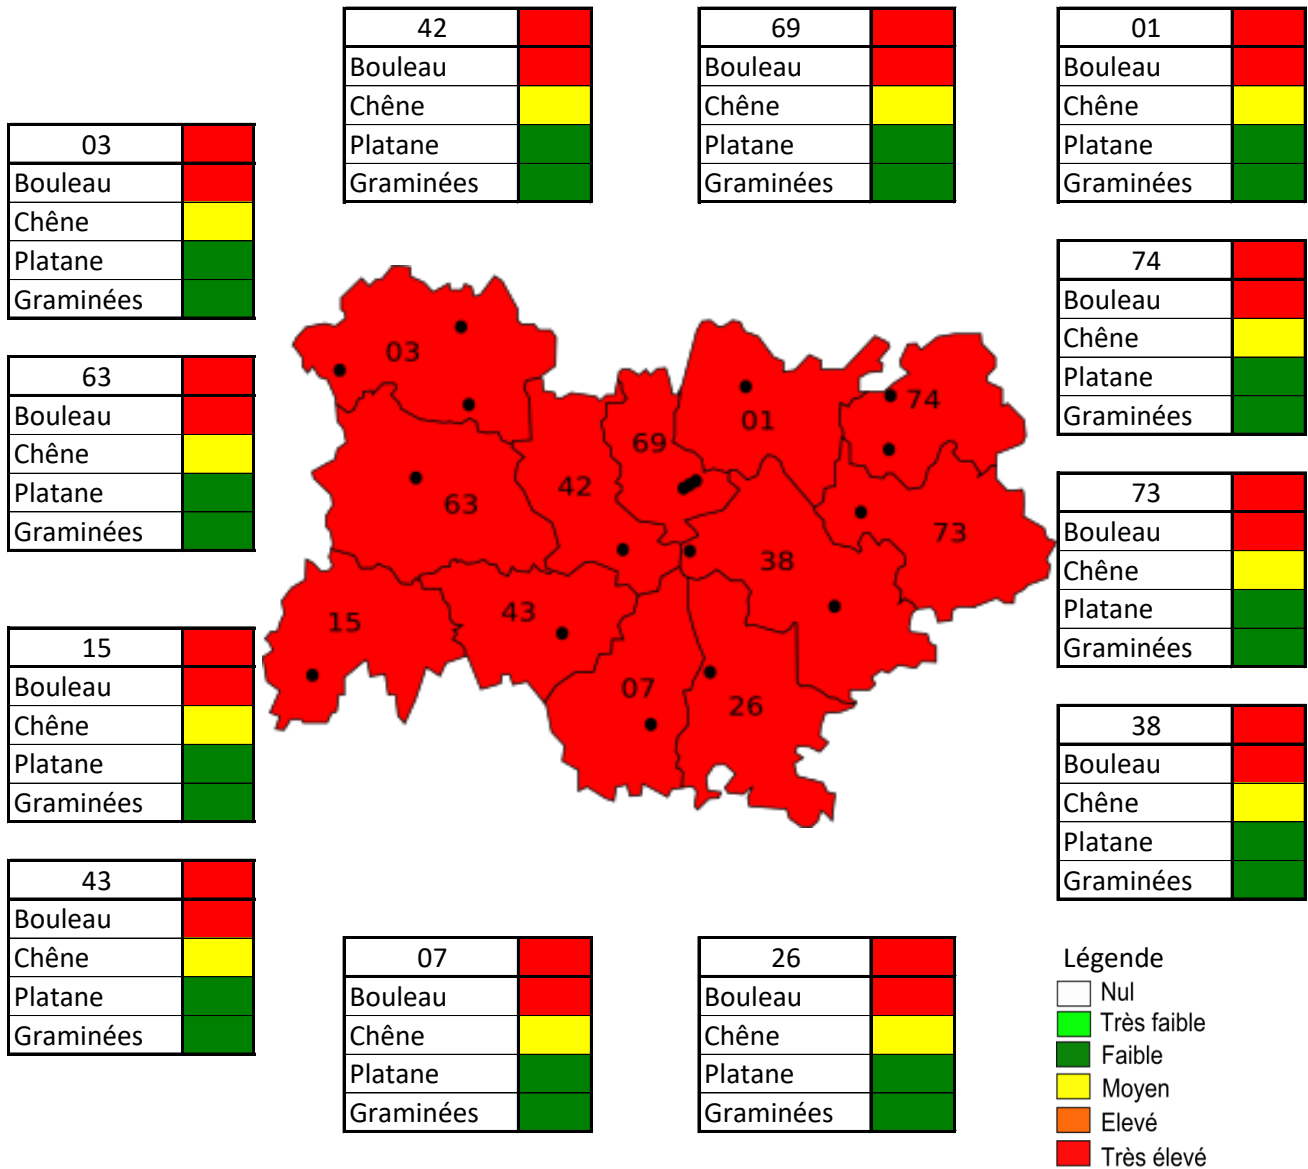 42
Bouleau
Chêne
Platane
Graminées
69
Bouleau
Chêne
Platane
Graminées
01
Bouleau
Chêne
Platane
Graminées
03
Bouleau
Chêne
Platane
Graminées
74
Bouleau
Chêne
Platane
Graminées
63
Bouleau
Chêne
Platane
Graminées
03
74
01
69
42
63
73
38
43
15
07
26
73
Bouleau
Chêne
Platane
Graminées
15
Bouleau
Chêne
Platane
Graminées
38
Bouleau
Chêne
Platane
Graminées
43
Bouleau
Chêne
Platane
Graminées
07
Bouleau
Chêne
Platane
Graminées
26
Bouleau
Chêne
Platane
Graminées
Légende
Nul
Très faible
Faible
Moyen
Elevé
Très élevé